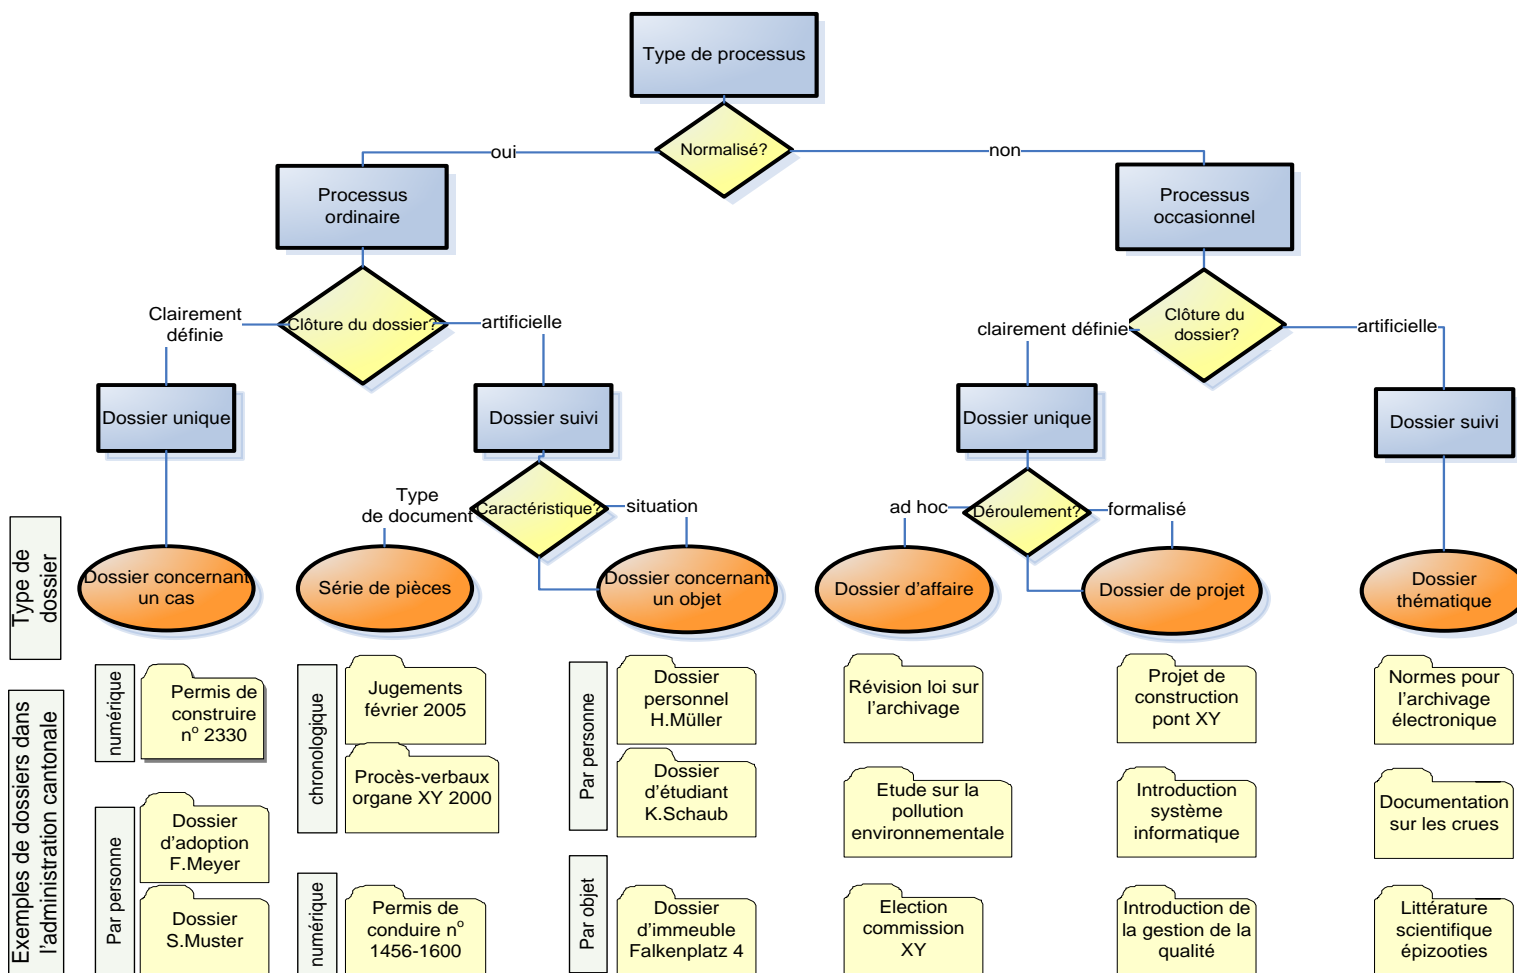 Type de processus
Normalisé?
oui
non
Processus
ordinaire
Processus
occasionnel
Clairement
définie
Clôture du dossier?
artificielle
clairement définie
Clôture du
dossier?
artificielle
Dossier unique
Dossier suivi
Dossier unique
Dossier suivi
Type
de document
Caractéristique?
situation
ad hoc
Déroulement?
formalisé
Type de
dossier
Dossier concernant
un cas
Série de pièces
Dossier concernant
un objet
Dossier d'affaire
Dossier de projet
Dossier
thématique
Exemples de dossiers dans
l'administration cantonale
numérique
Permis de
construire
nº 2330
Par personne
Dossier
d'adoption
F.Meyer
Dossier
S.Muster
chronologique
Jugements
février 2005
Procès-verbaux
organe XY 2000
numérique
Permis de
conduire nº
1456-1600
Par personne
Dossier
personnel
H.Müller
Dossier
d'étudiant
K.Schaub
Par objet
Dossier
d'immeuble
Falkenplatz 4
Révision loi sur
l'archivage
Etude sur la
pollution
environnementale
Election
commission
XY
Projet de
construction
pont XY
Introduction
système
informatique
Introduction de
la gestion de la
qualité
Normes pour
l'archivage
électronique
Documentation
sur les crues
Littérature
scientifique
épizooties